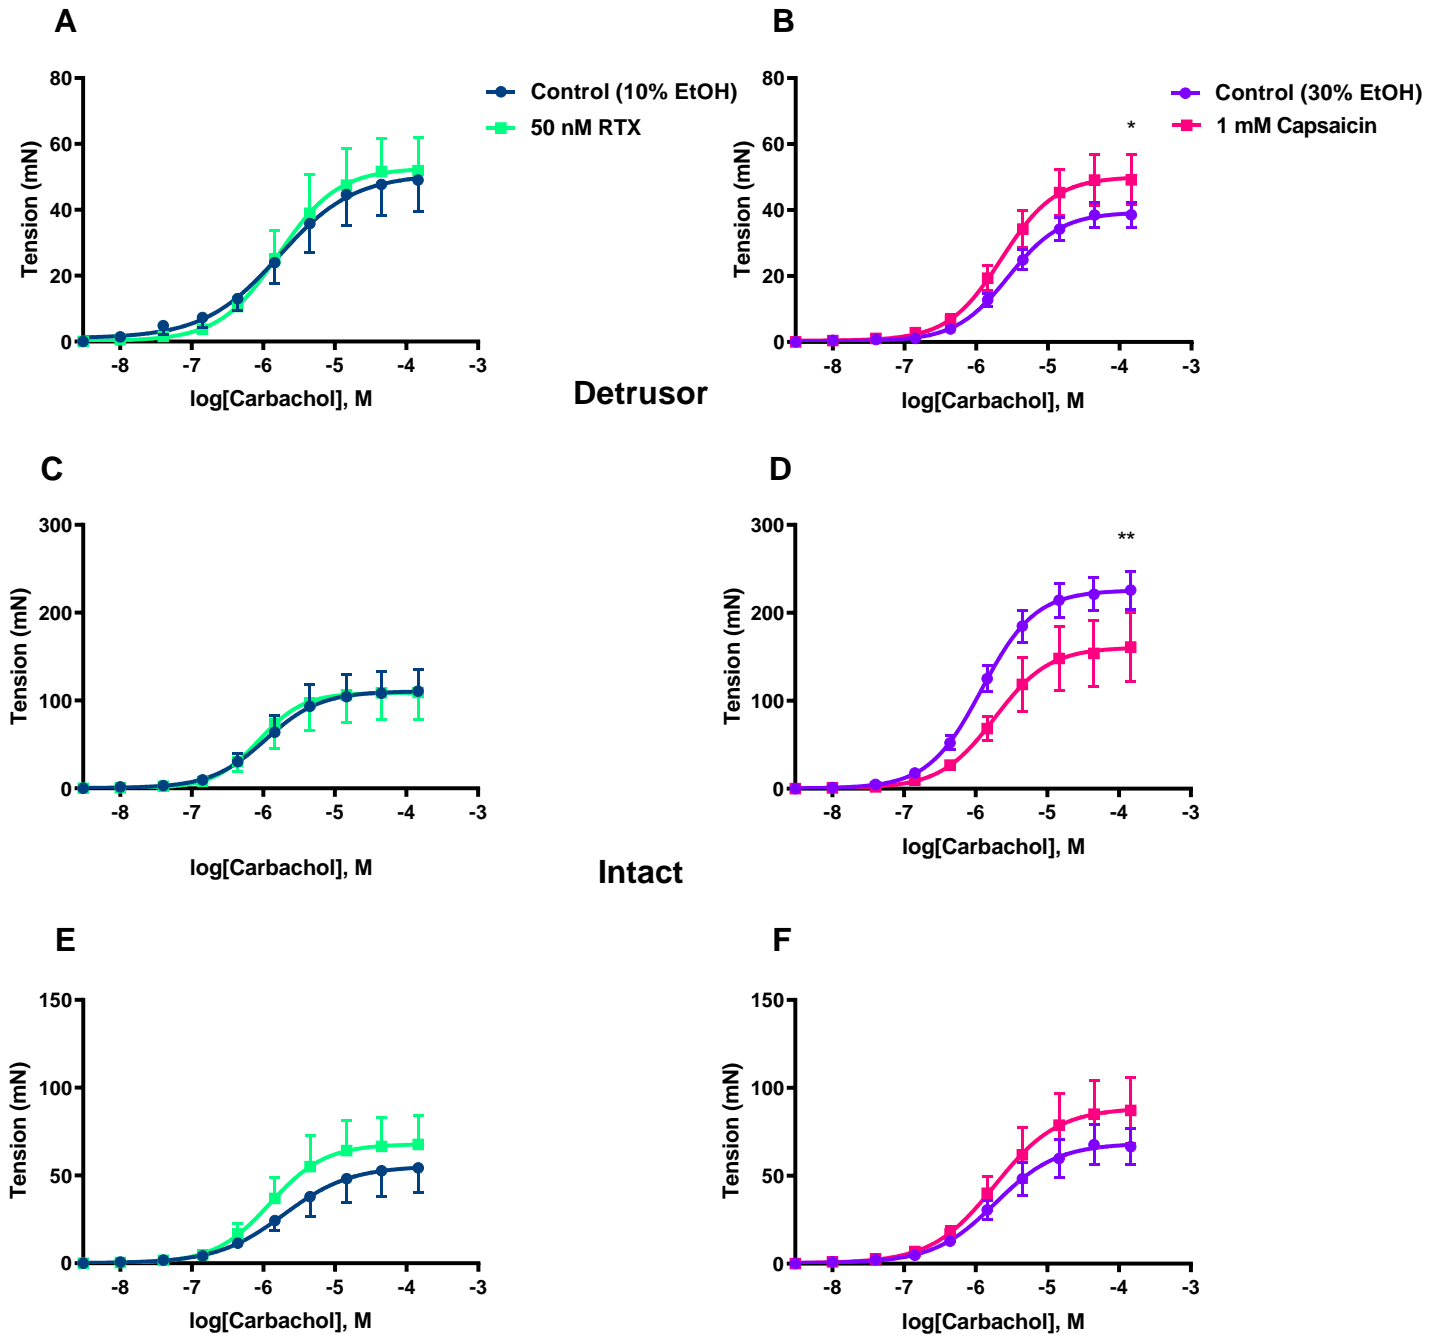 A
B
80
60
40
20
0
Tension (mN)
-8
-7
-6
-5
-4
-3
log[Carbachol], M
Control (10% EtOH)
50 nM RTX
80
60
40
20
0
Tension (mN)
-8
-7
-6
-5
-4
-3
log[Carbachol], M
*
Control (30% EtOH)
1 mM Capsaicin
Detrusor
C
D
300
200
100
0
Tension (mN)
-8
-7
-6
-5
-4
-3
log[Carbachol], M
300
200
100
0
Tension (mN)
-8
-7
-6
-5
-4
-3
log[Carbachol], M
**
Intact
E
F
150
100
50
0
Tension (mN)
-8
-7
-6
-5
-4
-3
log[Carbachol], M
150
100
50
0
Tension (mN)
-8
-7
-6
-5
-4
-3
log[Carbachol], M